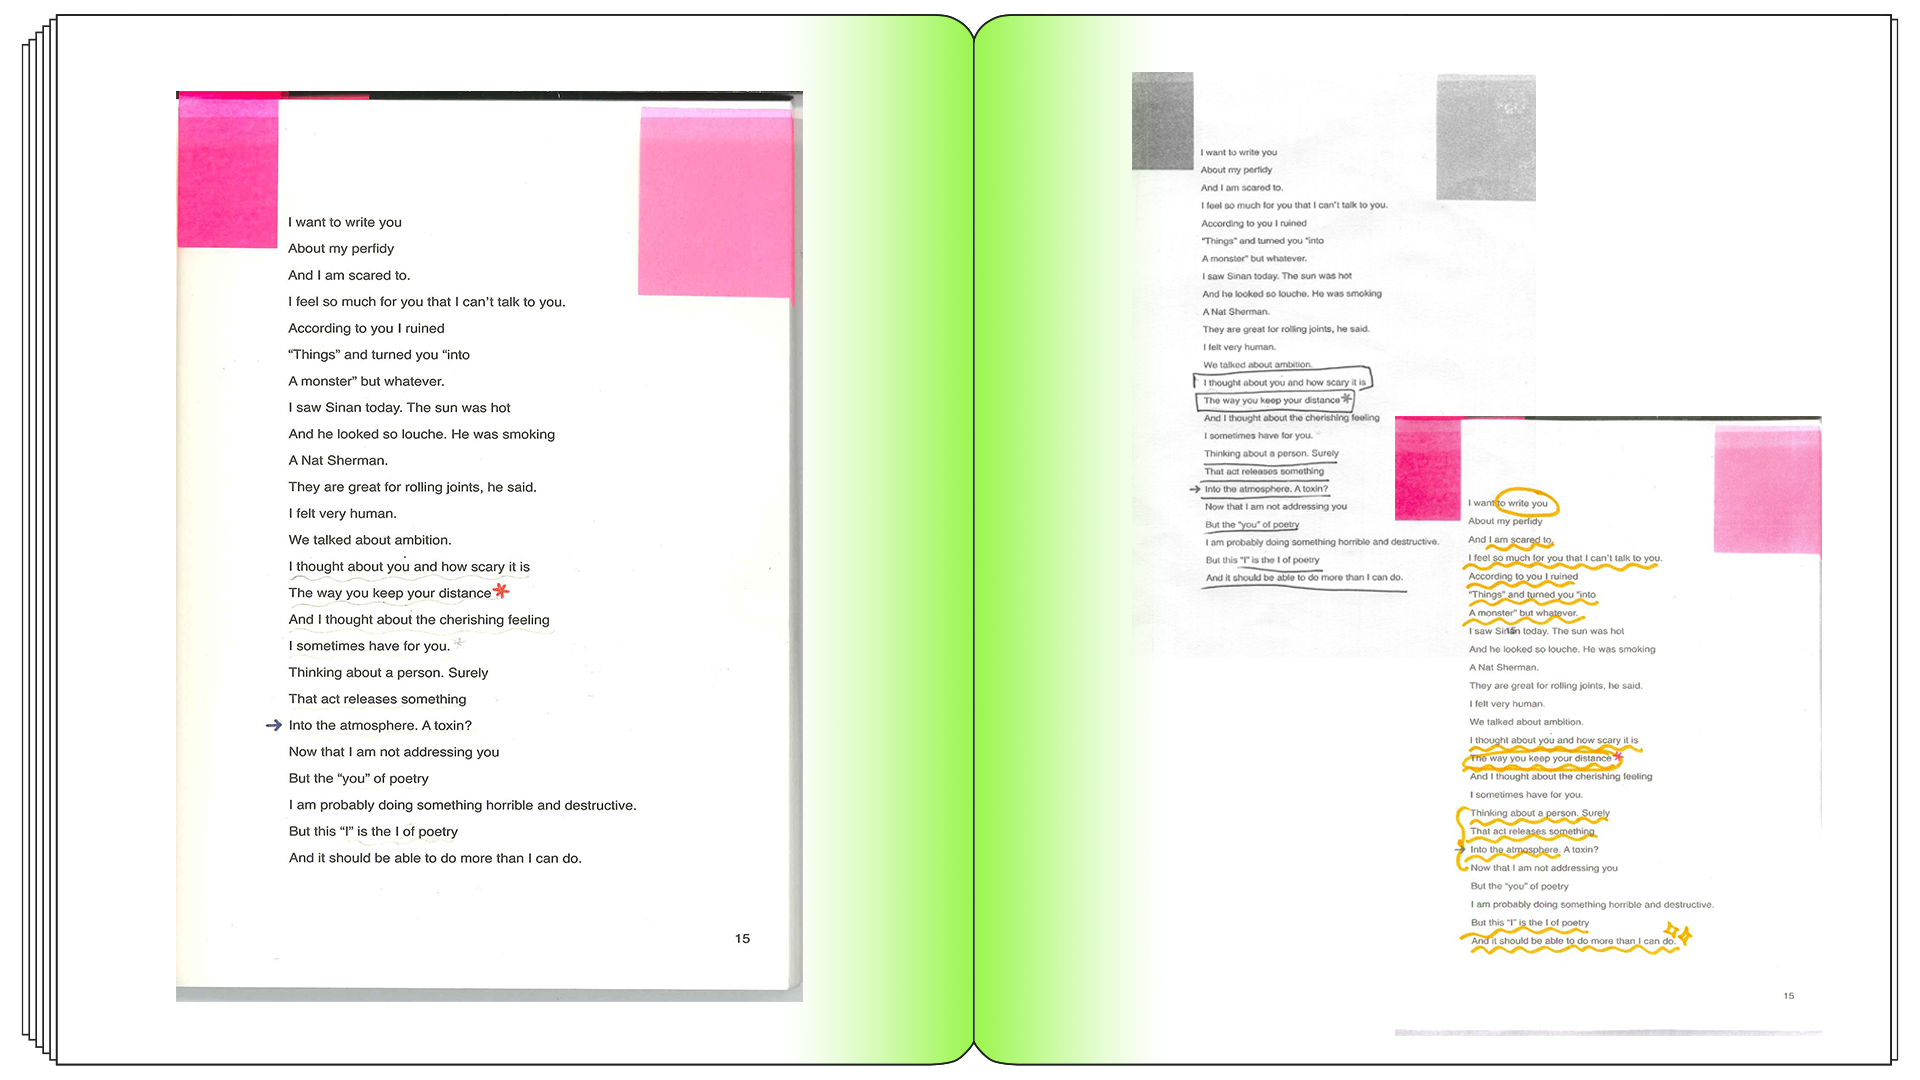 I want to write you
About my perfidy
And I am scared to.
I feel so much for you that I can't talk to you.
According to you I ruined
“Things” and turned you “into
A monster” but whatever.
I saw Sinan today. The sun was hot
And he looked so louche. He was smoking
A Nat Sherman.
They are great for rolling joints, he said.
I felt very human.
We talked about ambition.
I thought about you and how scary it is
The way you keep your distance*
And I thought about the cherishing feeling
I sometimes have for you. *
Thinking about a person. Surely
That act releases something
→ Into the atmosphere. A toxin?
Now that I am not addressing you
But the “you” of poetry
I am probably doing something horrible and destructive.
But this “I” is the I of poetry
And it should be able to do more than I can do.
15
I want to write you
About my perfidy
And I am scared to.
I feel so much for you that I can't talk to you.
According to you I ruined
“Things” and turned you “into
A monster” but whatever.
I saw Sinan today. The sun was hot
And he looked so louche. He was smoking
A Nat Sherman.
They are great for rolling joints, he said.
I felt very human.
We talked about ambition.
I thought about you and how scary it is
The way you keep your distance*
And I thought about the cherishing feeling
I sometimes have for you.
Thinking about a person. Surely
That act releases something
→ Into the atmosphere. A toxin?
Now that I am not addressing you
But the “you” of poetry
I am probably doing something horrible and destructive.
But this “I” is the I of poetry
And it should be able to do more than I can do.
15
I want to write you
About my perfidy
And I am scared to.
I feel so much for you that I can't talk to you.
According to you I ruined
“Things” and turned you “into
A monster” but whatever.
I saw Sinan today. The sun was hot
And he looked so louche. He was smoking
A Nat Sherman.
They are great for rolling joints, he said.
I felt very human.
We talked about ambition.
I thought about you and how scary it is
The way you keep your distance*
And I thought about the cherishing feeling
I sometimes have for you.
Thinking about a person. Surely
That act releases something
→ Into the atmosphere. A toxin?
Now that I am not addressing you
But the “you” of poetry
I am probably doing something horrible and destructive.
But this “I” is the I of poetry
And it should be able to do more than I can do.
15